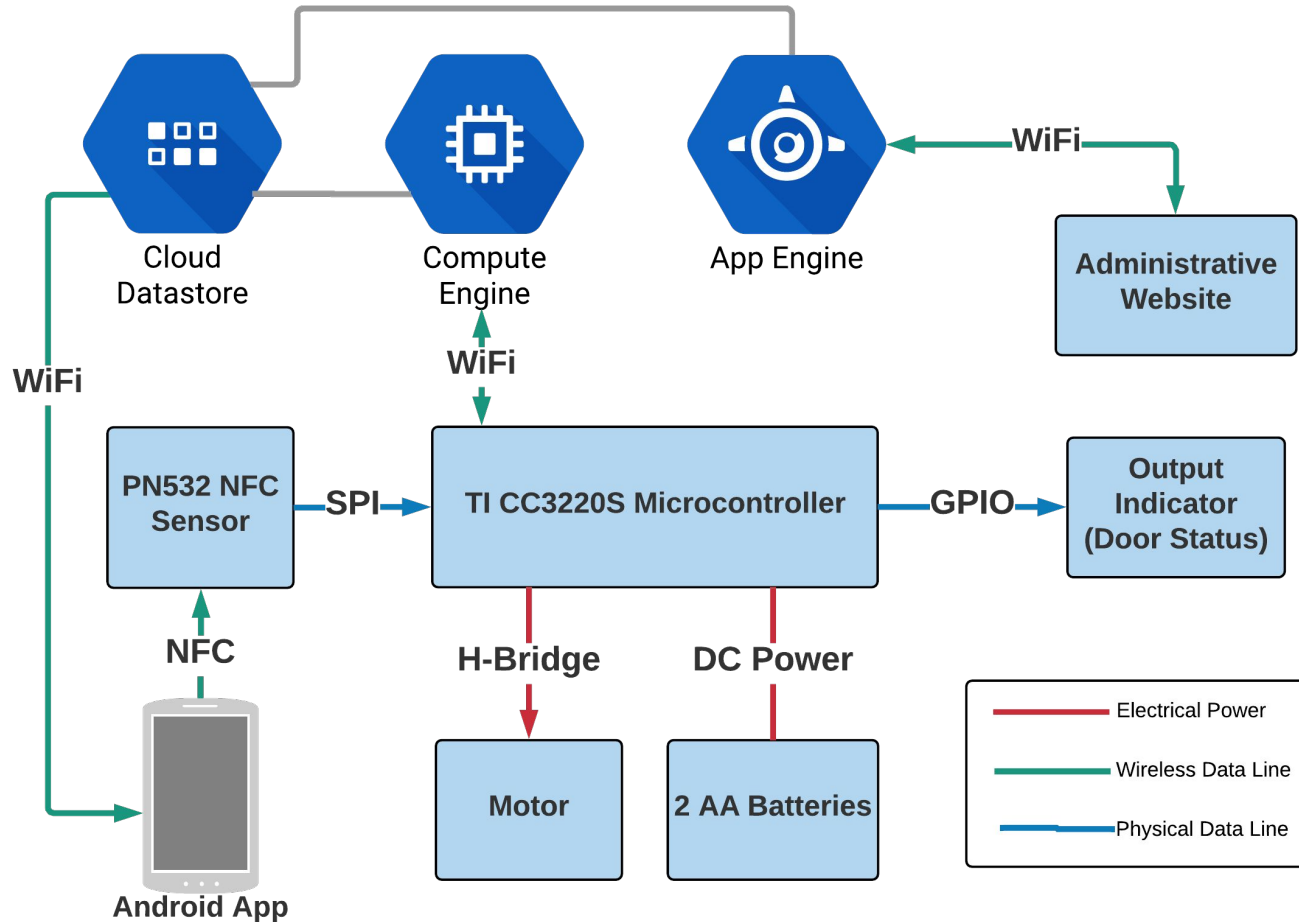 WiFi
Cloud
Datastore
Compute
Engine
App Engine
Administrative
Website
WiFi
WiFi
PN532 NFC
Sensor
SPI
TI CC3220S Microcontroller
GPIO
Output
Indicator
(Door Status)
NFC
H-Bridge
DC Power
Motor
2 AA Batteries
Electrical Power
Wireless Data Line
Physical Data Line
Android App